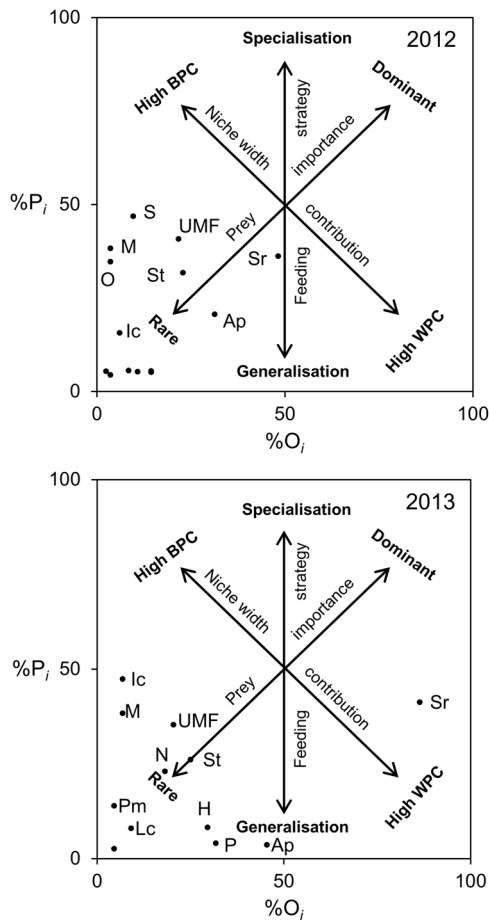 100
Specialisation
2012
High BPC
Dominant
Niche width
strategy
importance
%Pi
50
S
UMF
Prey
contribution
M
Sr
O
St
Feeding
Ap
Ic
Rare
High WPC
Generalisation
0
0
50
100
%Oi
100
2013
Specialisation
High BPC
Dominant
Niche width
strategy
importance
%Pi
50
Ic
Prey
contribution
Sr
M
UMF
Feeding
N
St
Rare
High WPC
Pm
H
Lc
Generalisation
P
Ap
0
0
50
100
%Oi